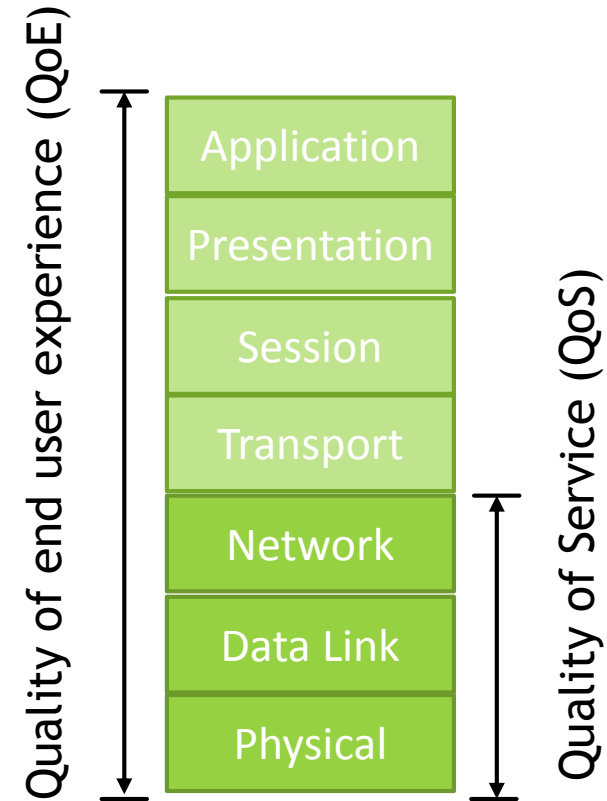 Quality of end user experience (QoE)
Application
Presentation
Session
Transport
Network
Data Link
Physical
Quality of Service (QoS)